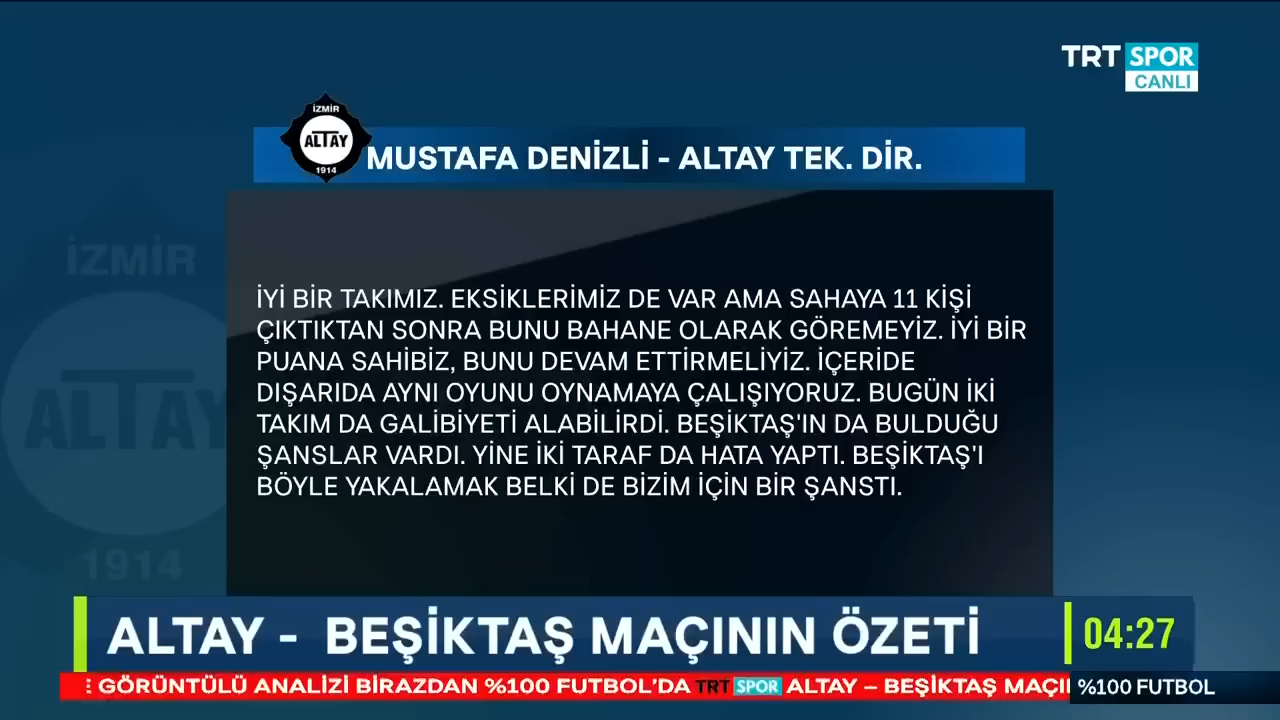 TRT SPOR
CANLI
İZMİR
ALTAY
1914
MUSTAFA DENİZLİ - ALTAY TEK. DİR.
İZMİR
ALTAY
1914
İYİ BİR TAKIMIZ. EKSİKLERİMİZ DE VAR AMA SAHAYA 11 KİŞİ
ÇIKTIKTAN SONRA BUNU BAHANE OLARAK GÖREMEYİZ. İYİ BİR
PUANA SAHİBİZ, BUNU DEVAM ETTİRMELİYİZ. İÇERİDE
DIŞARIDA AYNI OYUNU OYNAMAYA ÇALIŞIYORUZ. BUGÜN İKİ
TAKIM DA GALİBİYETİ ALABİLİRDİ. BEŞİKTAŞ'IN DA BULDUĞU
ŞANSLAR VARDI. YİNE İKİ TARAF DA HATA YAPTI. BEŞİKTAŞ'I
BÖYLE YAKALAMAK BELKİ DE BİZİM İÇİN BİR ŞANSTI.
ALTAY - BEŞİKTAŞ MAÇININ ÖZETİ
04:27
GÖRÜNTÜLÜ ANALİZİ BİRAZDAN %100 FUTBOL'DA TRT SPOR ALTAY – BEŞİKTAŞ
%100 FUTBOL